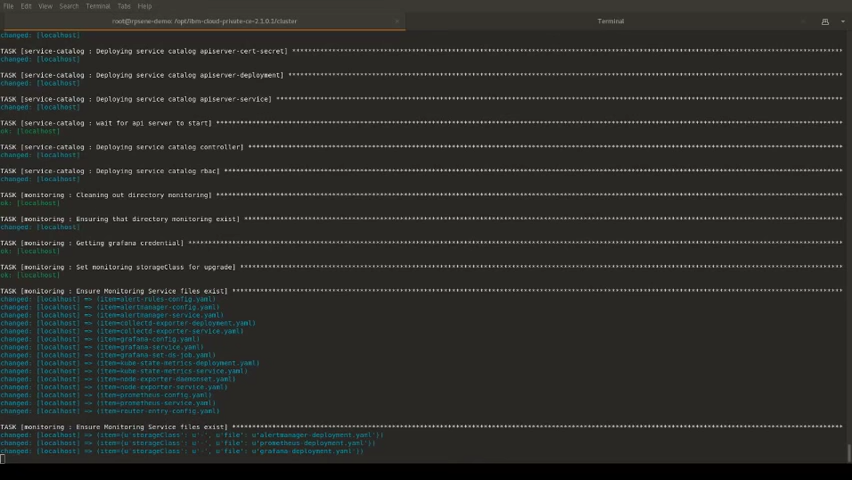 File Edit View Search Terminal Tabs Help
root@rpsene-demo: /opt/ibm-cloud-private-ce-2.1.0.1/cluster × Terminal
changed: [localhost]
TASK [service-catalog : Deploying service catalog apiserver-cert-secret]
changed: [localhost]
TASK [service-catalog : Deploying service catalog apiserver-deployment]
changed: [localhost]
TASK [service-catalog : Deploying service catalog apiserver-service]
changed: [localhost]
TASK [service-catalog : wait for api server to start]
ok: [localhost]
TASK [service-catalog : Deploying service catalog controller]
changed: [localhost]
TASK [service-catalog : Deploying service catalog rbac]
changed: [localhost]
TASK [monitoring : Cleaning out directory monitoring]
ok: [localhost]
TASK [monitoring : Ensuring that directory monitoring exist]
changed: [localhost]
TASK [monitoring : Getting grafana credential]
ok: [localhost]
TASK [monitoring : Set monitoring storageClass for upgrade]
ok: [localhost]
TASK [monitoring : Ensure Monitoring Service files exist]
changed: [localhost] => (item=alert-rules-config.yaml)
changed: [localhost] => (item=alertmanager-config.yaml)
changed: [localhost] => (item=alertmanager-service.yaml)
changed: [localhost] => (item=collectd-exporter-deployment.yaml)
changed: [localhost] => (item=collectd-exporter-service.yaml)
changed: [localhost] => (item=grafana-config.yaml)
changed: [localhost] => (item=grafana-service.yaml)
changed: [localhost] => (item=grafana-set-ds-job.yaml)
changed: [localhost] => (item=kube-state-metrics-deployment.yaml)
changed: [localhost] => (item=kube-state-metrics-service.yaml)
changed: [localhost] => (item=node-exporter-daemonset.yaml)
changed: [localhost] => (item=node-exporter-service.yaml)
changed: [localhost] => (item=prometheus-config.yaml)
changed: [localhost] => (item=prometheus-service.yaml)
changed: [localhost] => (item=router-entry-config.yaml)
TASK [monitoring : Ensure Monitoring Service files exist]
changed: [localhost] => (item={u'storageClass': u'-', u'file': u'alertmanager-deployment.yaml'})
changed: [localhost] => (item={u'storageClass': u'-', u'file': u'prometheus-deployment.yaml'})
changed: [localhost] => (item={u'storageClass': u'-', u'file': u'grafana-deployment.yaml'})